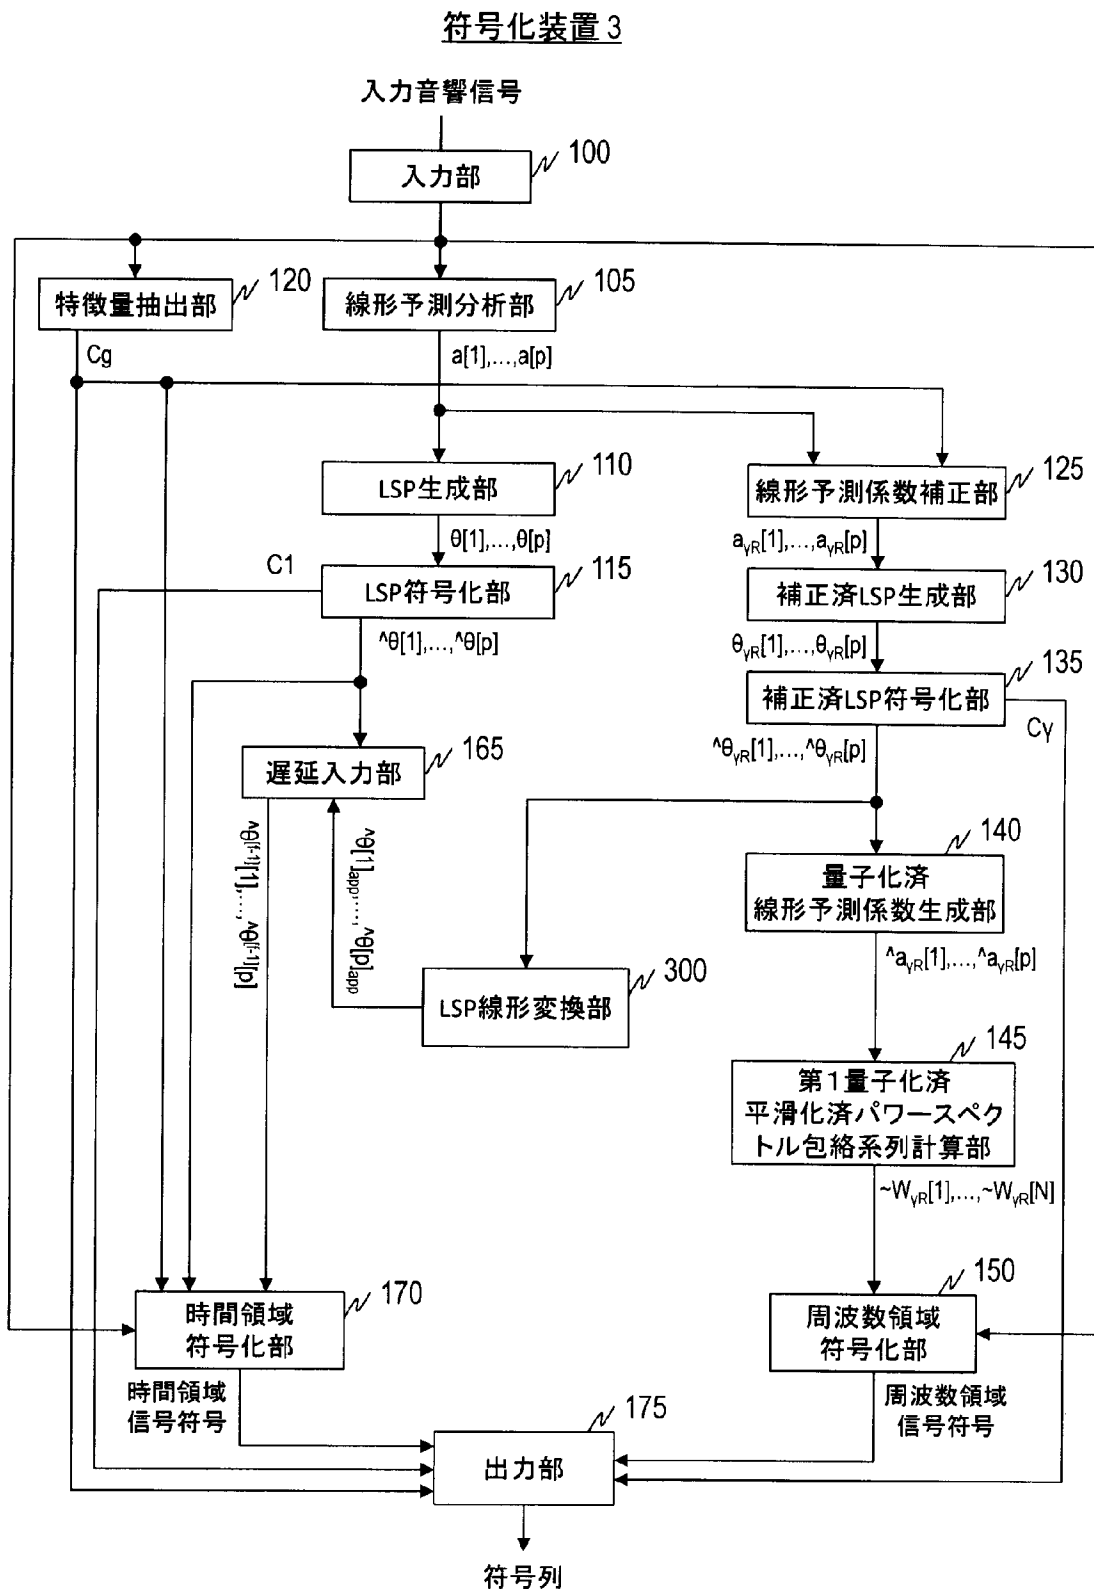 符号化装置3
入力音響信号
100
入力部
120
特徴量抽出部
105
線形予測分析部
Cg
a[1],...,a[p]
110
LSP生成部
125
線形予測係数補正部
θ[1],...,θ[p]
aγR[1],...,aγR[p]
C1
115
LSP符号化部
130
補正済LSP生成部
^θ[1],...,^θ[p]
θγR[1],...,θγR[p]
135
補正済LSP符号化部
Cγ
165
遅延入力部
^θγR[1],...,^θγR[p]
140
量子化済
線形予測係数生成部
^θ[f-1][1],...,^θ[f-1][p]
^θ[1]app,...,^θ[p]app
300
LSP線形変換部
^aγR[1],...,^aγR[p]
145
第1量子化済
平滑化済パワースペク
トル包絡系列計算部
~WγR[1],...,~WγR[N]
170
時間領域
符号化部
150
周波数領域
符号化部
時間領域
信号符号
周波数領域
信号符号
175
出力部
符号列